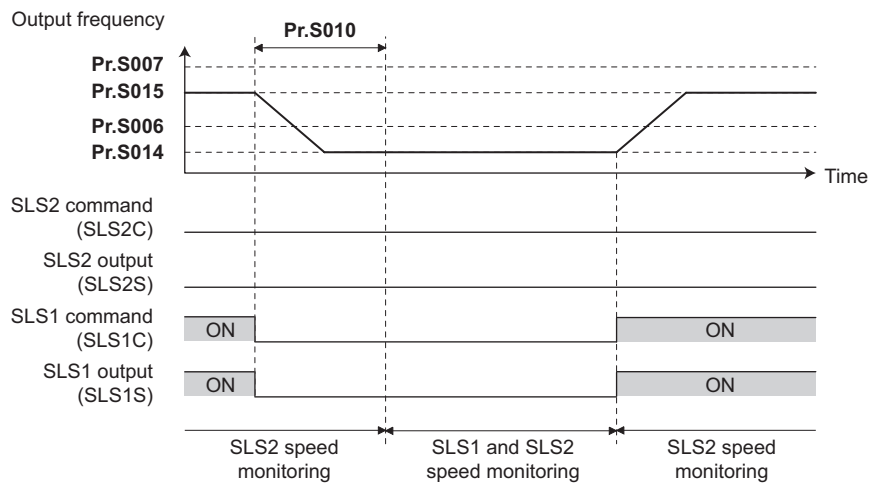 Output frequency
Pr.S010
Pr.S007
Pr.S015
Pr.S006
Pr.S014
Time
SLS2 command
(SLS2C)
SLS2 output
(SLS2S)
SLS1 command
(SLS1C)
ON
ON
SLS1 output
(SLS1S)
ON
ON
SLS2 speed
monitoring
SLS1 and SLS2
speed monitoring
SLS2 speed
monitoring